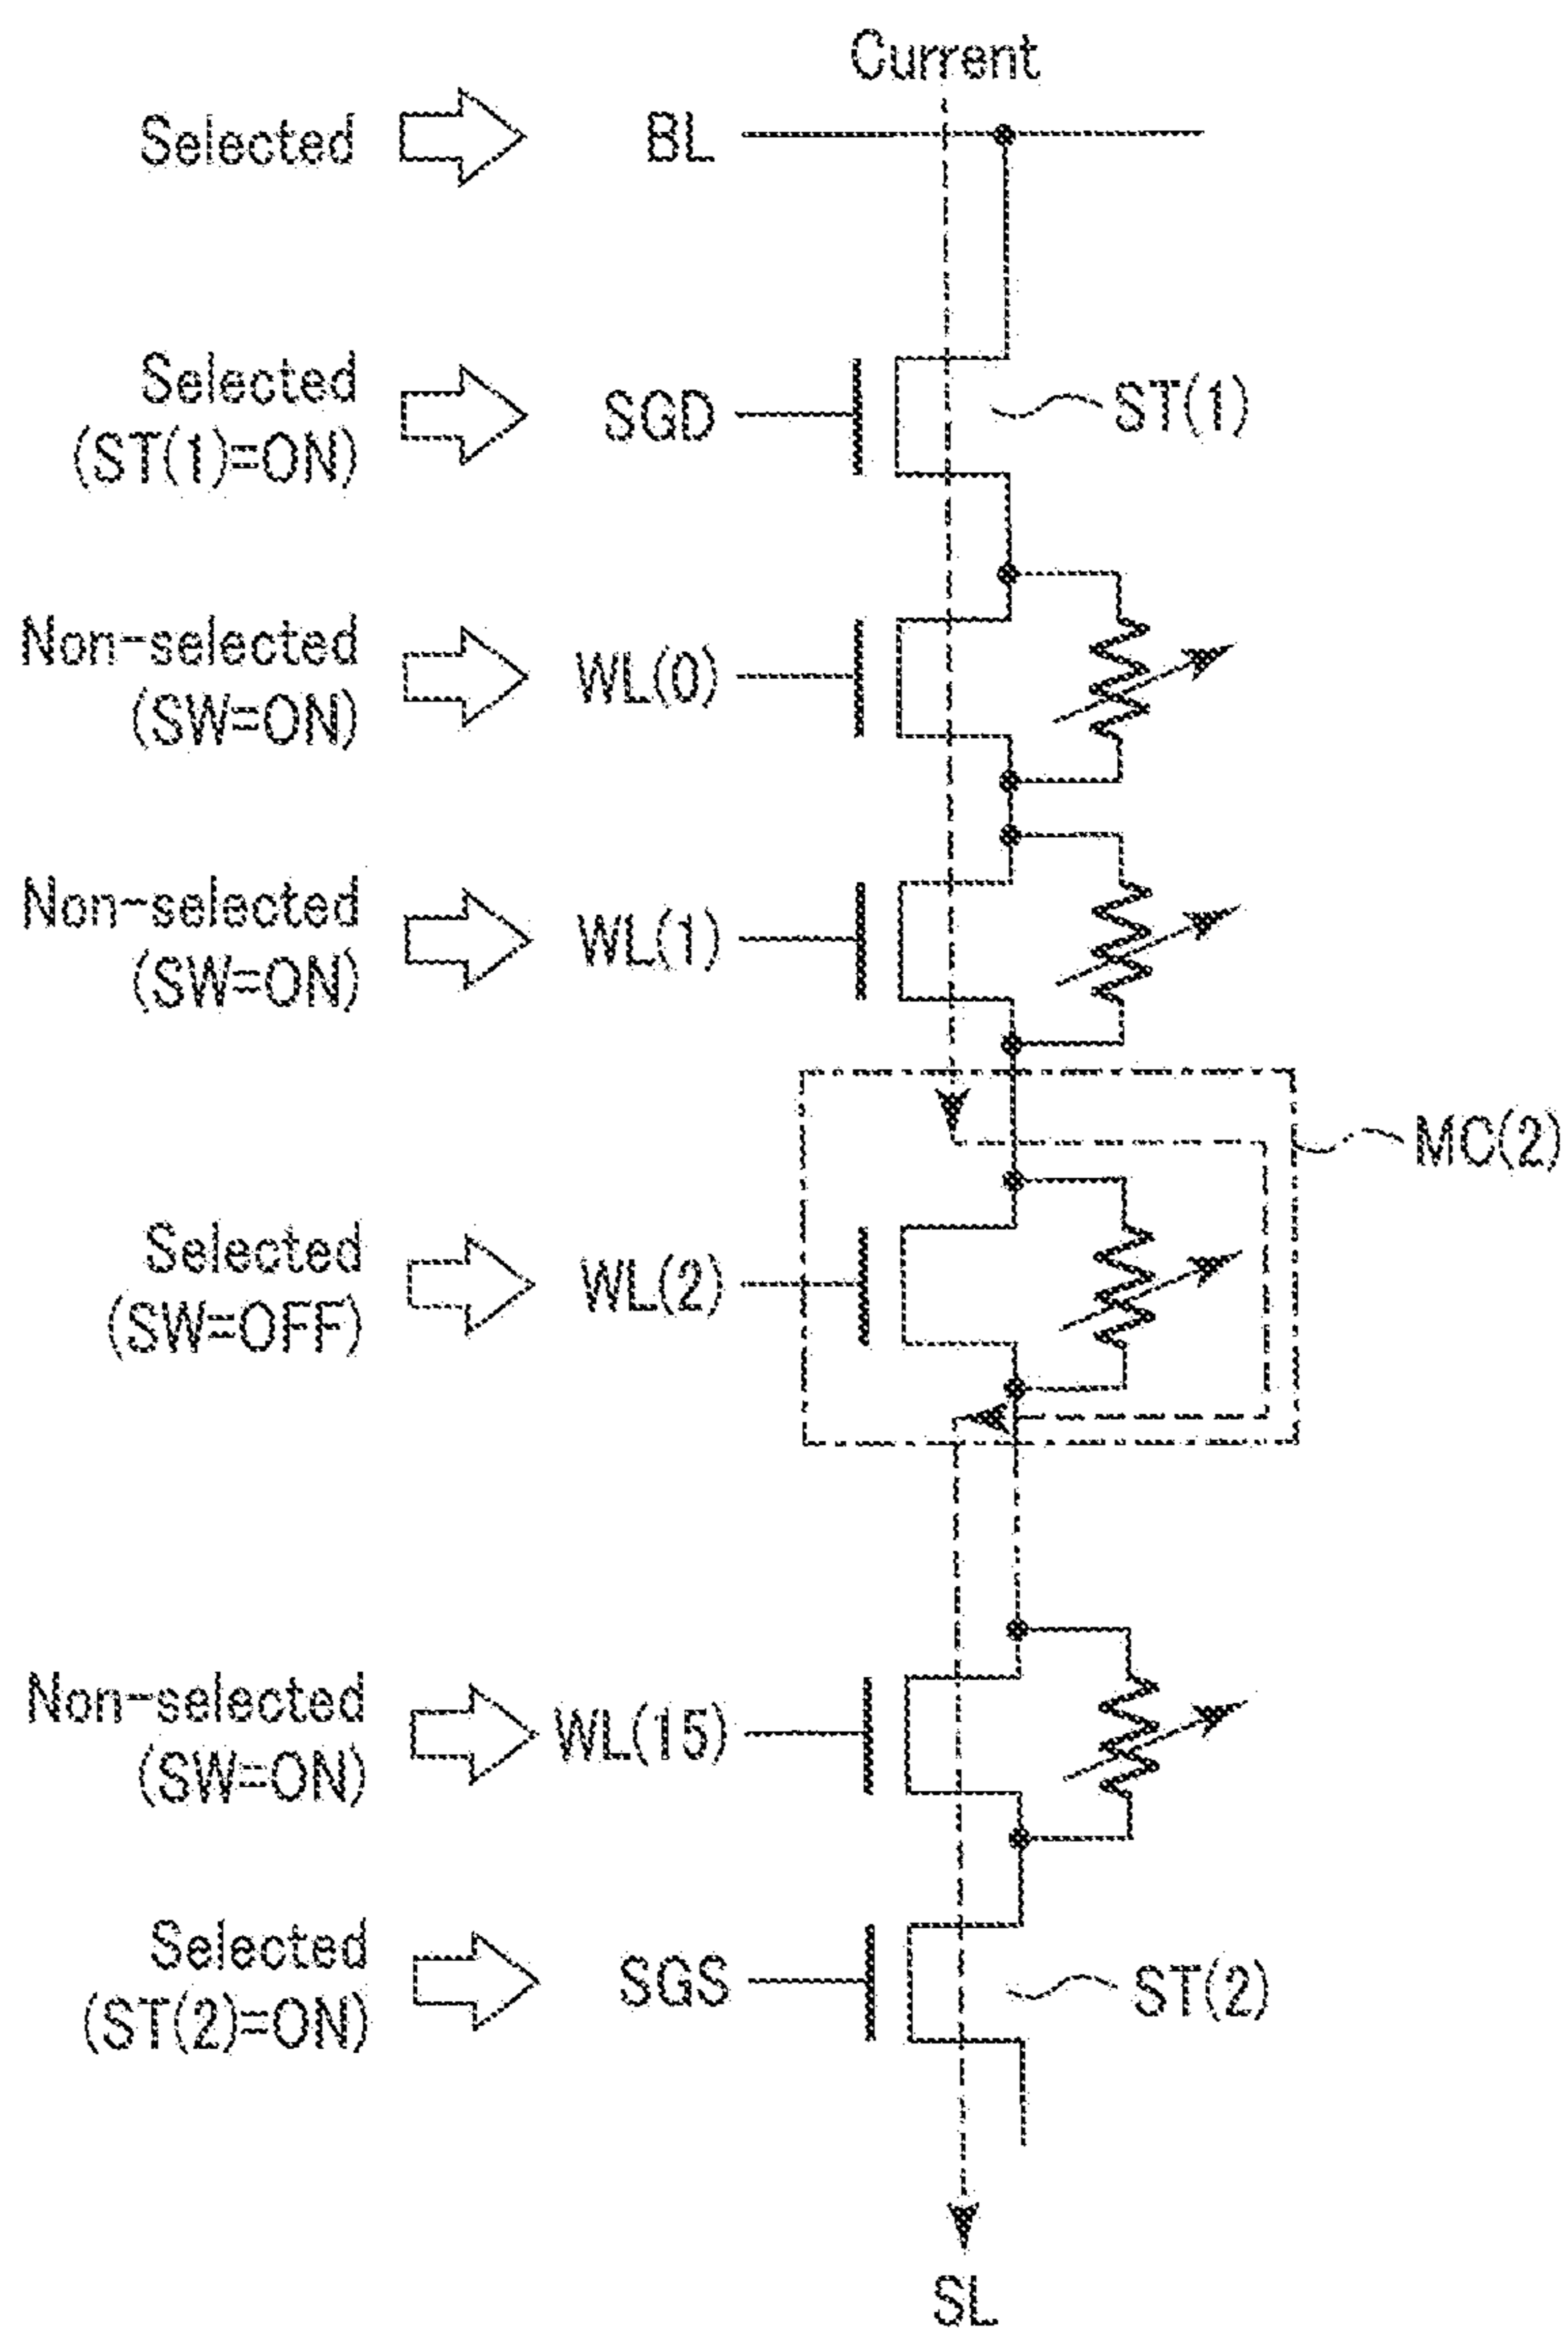 Current
Selected
BL
Selected
(ST(1)=ON)
SGD
ST(1)
Non-selected
(SW=ON)
WL(0)
Non-selected
(SW=ON)
WL(1)
MC(2)
Selected
(SW=OFF)
WL(2)
Non-selected
(SW=ON)
WL(15)
Selected
(ST(2)=ON)
SGS
ST(2)
SL